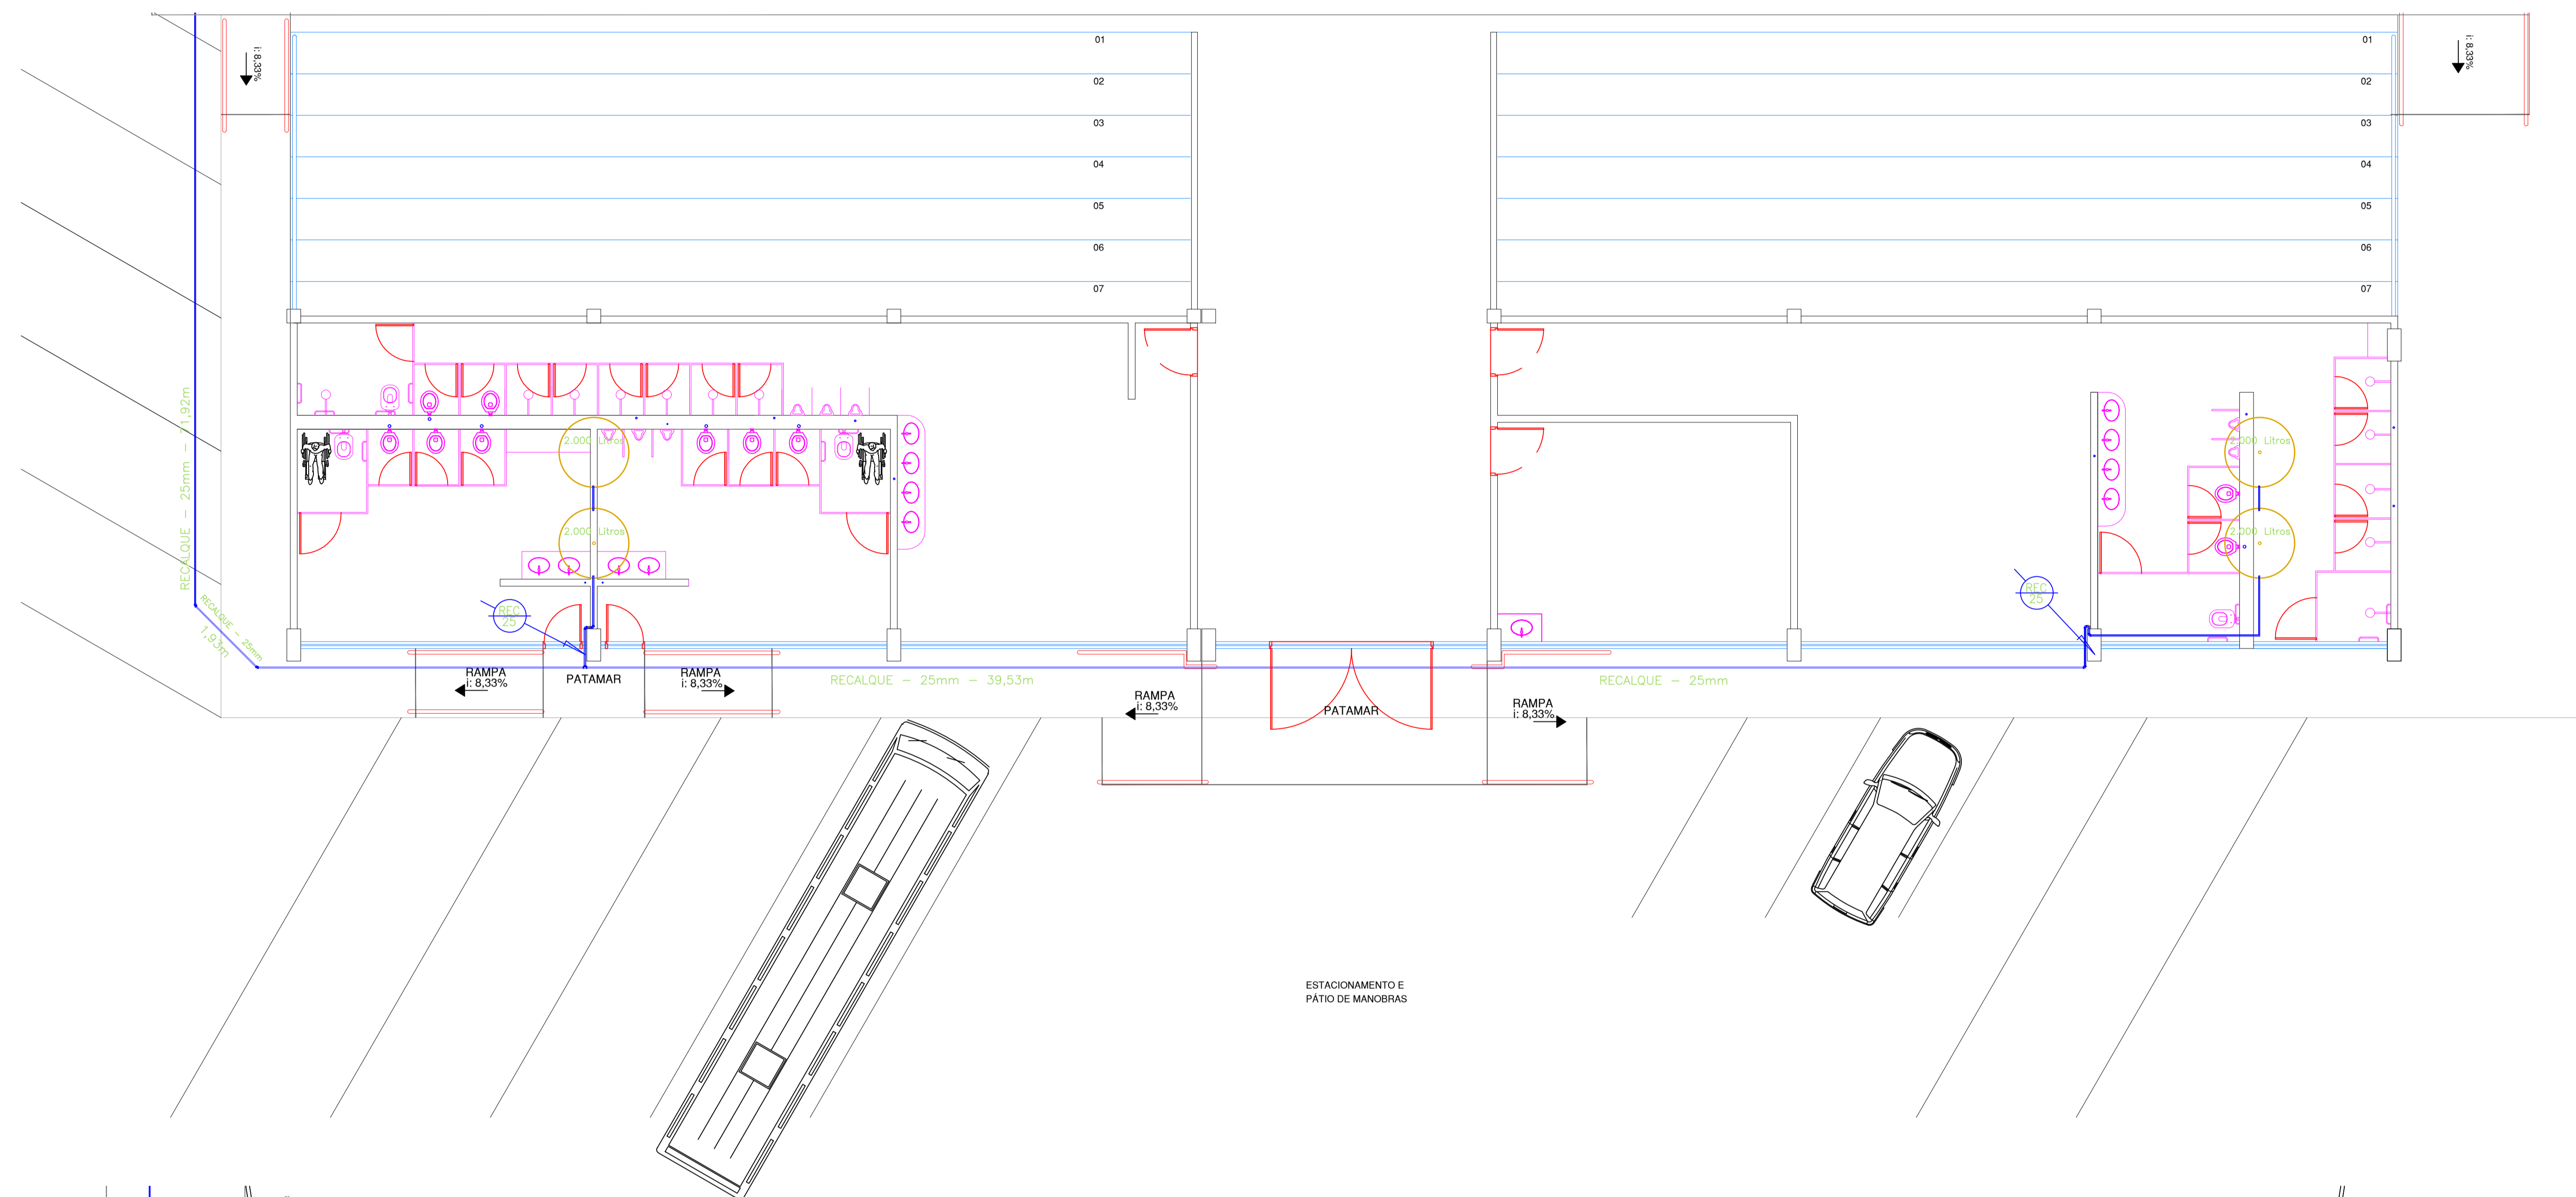 i: 8,33%
i: 8,33%
01
01
02
02
03
03
04
04
05
05
06
06
07
07
RECALQUE - 25mm - 21,92m
2.000 Litros
2.000 Litros
2.000 Litros
2.000 Litros
REC
25
REC
25
RECALQUE - 25mm
1,93m
RAMPA
i: 8,33%
PATAMAR
RAMPA
i: 8,33%
RECALQUE - 25mm - 39,53m
RECALQUE - 25mm
RAMPA
i: 8,33%
PATAMAR
RAMPA
i: 8,33%
ESTACIONAMENTO E
PÁTIO DE MANOBRAS